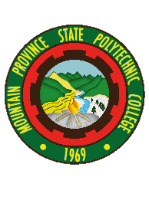 MOUNTAIN PROVINCE STATE POLYTECHNIC COLLEGE
1969